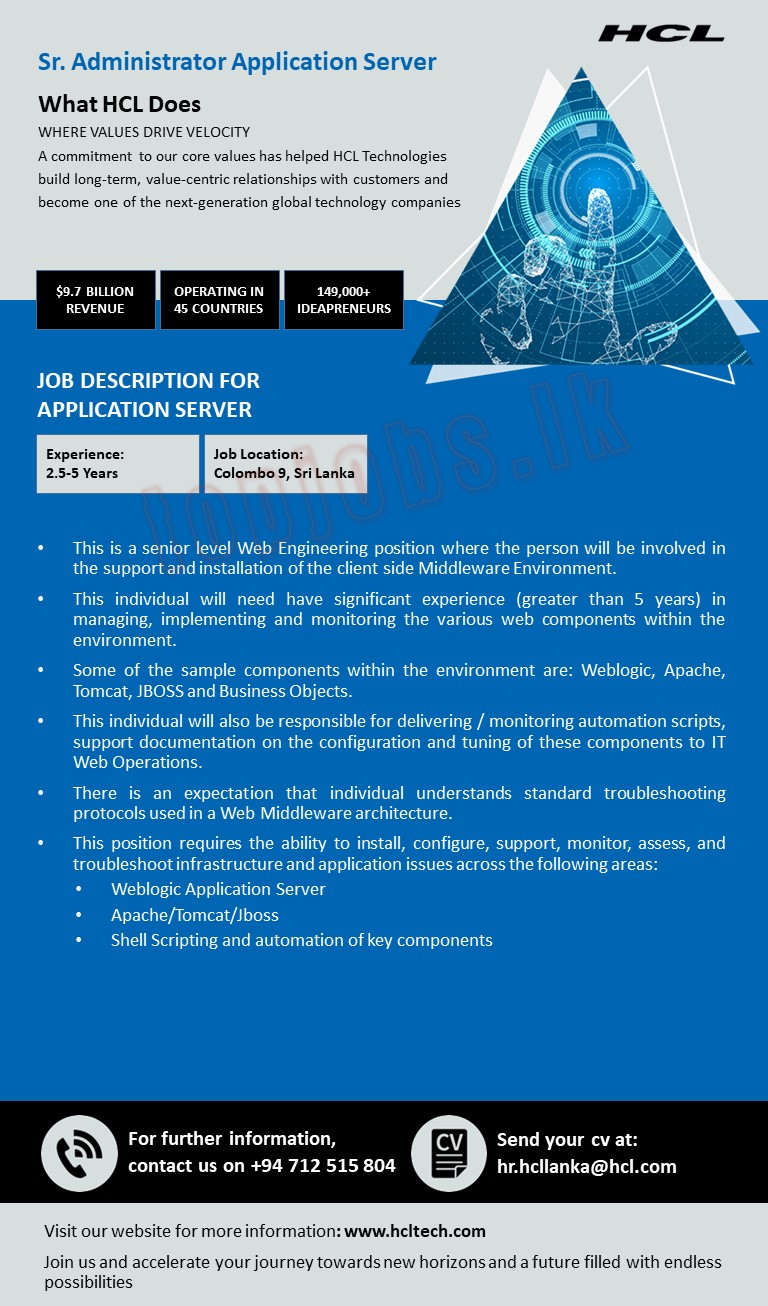 HCL
Sr. Administrator Application Server
What HCL Does
WHERE VALUES DRIVE VELOCITY
A commitment to our core values has helped HCL Technologies
build long-term, value-centric relationships with customers and
become one of the next-generation global technology companies
$9.7 BILLION
REVENUE
OPERATING IN
45 COUNTRIES
149,000+
IDEAPRENEURS
JOB DESCRIPTION FOR
APPLICATION SERVER
Experience:
2.5-5 Years
Job Location:
Colombo 9, Sri Lanka
topjobs.lk
• This is a senior level Web Engineering position where the person will be involved in
the support and installation of the client side Middleware Environment.
• This individual will need have significant experience (greater than 5 years) in
managing, implementing and monitoring the various web components within the
environment.
• Some of the sample components within the environment are: Weblogic, Apache,
Tomcat, JBOSS and Business Objects.
• This individual will also be responsible for delivering / monitoring automation scripts,
support documentation on the configuration and tuning of these components to IT
Web Operations.
• There is an expectation that individual understands standard troubleshooting
protocols used in a Web Middleware architecture.
• This position requires the ability to install, configure, support, monitor, assess, and
troubleshoot infrastructure and application issues across the following areas:
• Weblogic Application Server
• Apache/Tomcat/Jboss
• Shell Scripting and automation of key components
For further information,
contact us on +94 712 515 804
CV
Send your cv at:
hr.hcllanka@hcl.com
Visit our website for more information: www.hcltech.com
Join us and accelerate your journey towards new horizons and a future filled with endless
possibilities